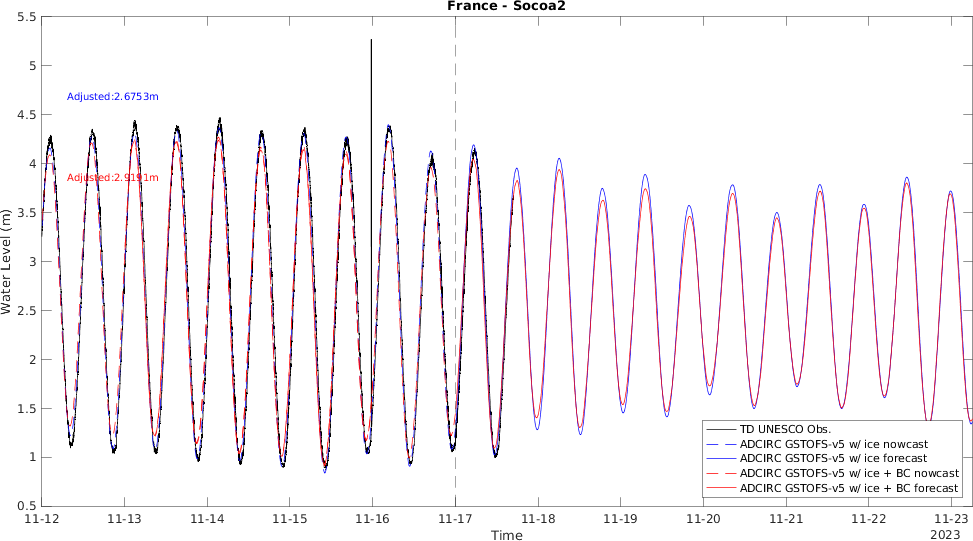 France - Socoa2
5.5
5
4.5
4
3.5
3
2.5
2
1.5
1
0.5
Water Level (m)
Adjusted:2.6753m
Adjusted:2.9191m
TD UNESCO Obs.
ADCIRC GSTOFS-v5 w/ ice nowcast
ADCIRC GSTOFS-v5 w/ ice forecast
ADCIRC GSTOFS-v5 w/ ice + BC nowcast
ADCIRC GSTOFS-v5 w/ ice + BC forecast
11-12 11-13 11-14 11-15 11-16 11-17 11-18 11-19 11-20 11-21 11-22 11-23
2023
Time